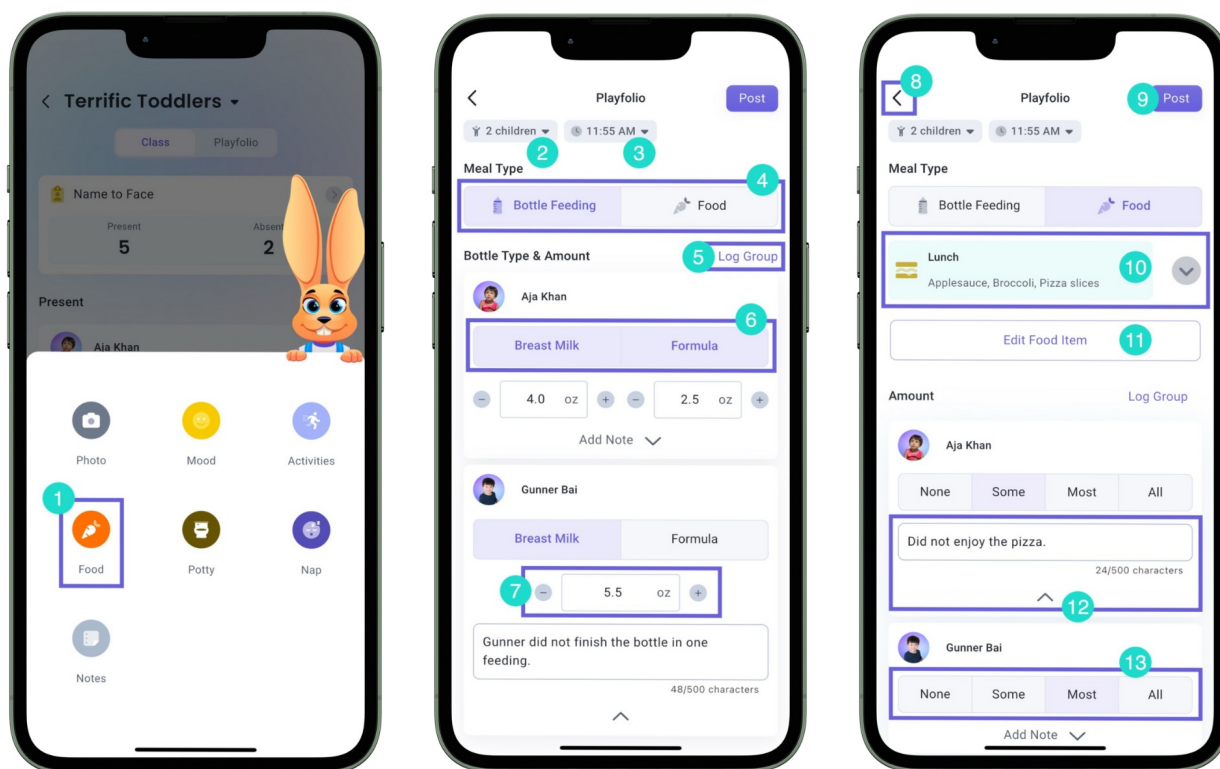 Terrific Toddlers
Class Playfolio
Name to Face
Present Absent
5 2
Present
Aja Khan
Photo Mood Activities
1
Food Potty Nap
Notes
Playfolio Post
2 children 11:55 AM
2 3
Meal Type
4
Bottle Feeding Food
Bottle Type & Amount 5 Log Group
Aja Khan
6
Breast Milk Formula
4.0 oz 2.5 oz
Add Note
Gunner Bai
Breast Milk Formula
7 5.5 oz
Gunner did not finish the bottle in one
feeding.
48/500 characters
8
Playfolio 9 Post
2 children 11:55 AM
Meal Type
Bottle Feeding Food
Lunch
Applesauce, Broccoli, Pizza slices
10
Edit Food Item 11
Amount Log Group
Aja Khan
None Some Most All
Did not enjoy the pizza.
24/500 characters
12
Gunner Bai
13
None Some Most All
Add Note